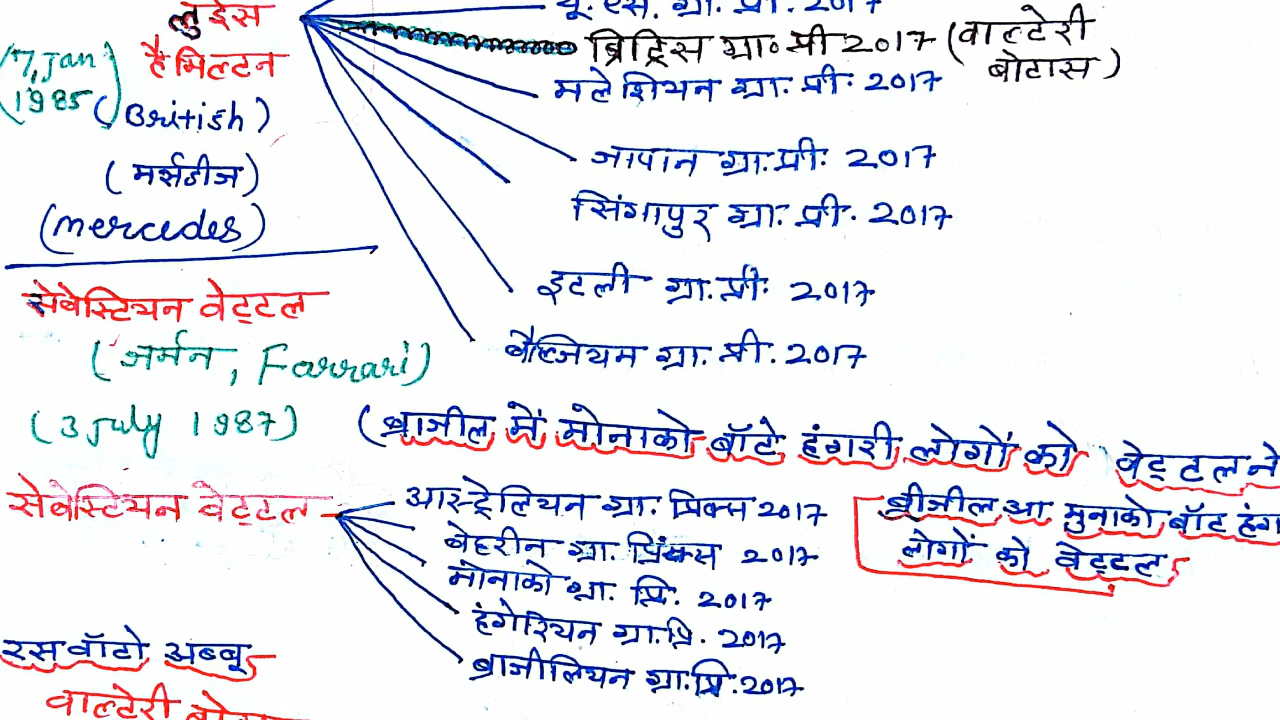 लुईस
यू. एस. ग्रा. प्री. 2017
हैमिल्टन
ब्रिट्रिस ग्रा॰ प्री 2017 (वाल्टेरी बोटास)
(7, Jan 1985)
(British)
मलेशियन ग्रा. प्री. 2017
(मर्सडीज)
जापान ग्रा. प्री. 2017
(mercedes)
सिंगापुर ग्रा. प्री. 2017
इटली ग्रा. प्री. 2017
बैल्जियम ग्रा. प्री. 2017
सेबेस्टियन वेट्टल
(जर्मन, Farrari)
(3 July 1987)
(ब्राजील में मोनाको बॉटे हंगरी लोगों को वेट्टल ने
सेबेस्टियन वेट्टल
आस्ट्रेलियन ग्रा. प्रिक्स 2017
बेहरीन ग्रा. प्रिंक्स 2017
मोनाको ग्रा. प्रि. 2017
हंगेरियन ग्रा. प्रि. 2017
ब्राजीलियन ग्रा. प्रि. 2017
ब्रीजील आ मुनाको बॉट हंग
लोगों को वेट्टल
रस बॉटो अब्बू
वाल्टेरी